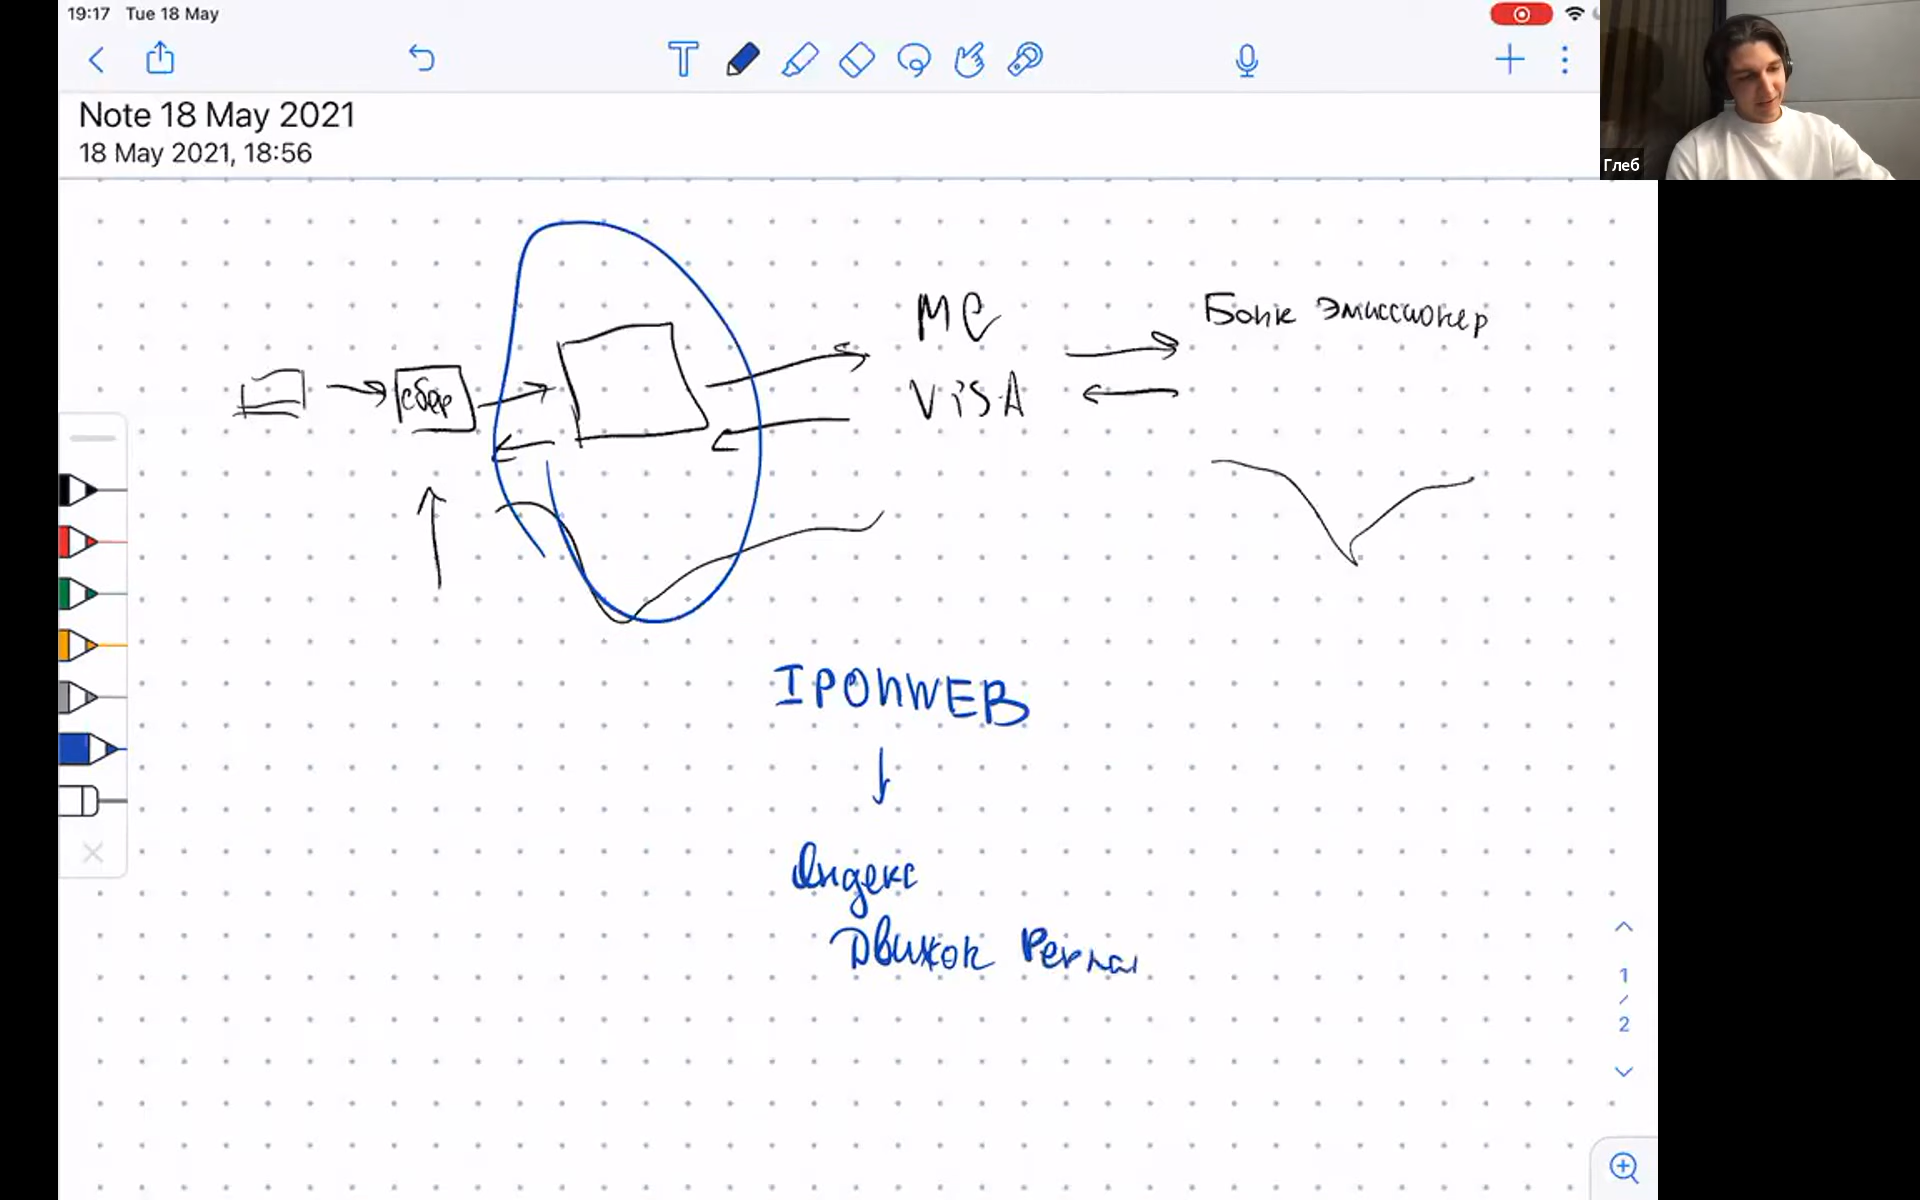 19:17 Tue 18 May
Глеб
Note 18 May 2021
18 May 2021, 18:56
MC
Банк эмиссионер
сбер
VISA
IPONWEB
Яндекс
Движок Реклам
1
/
2